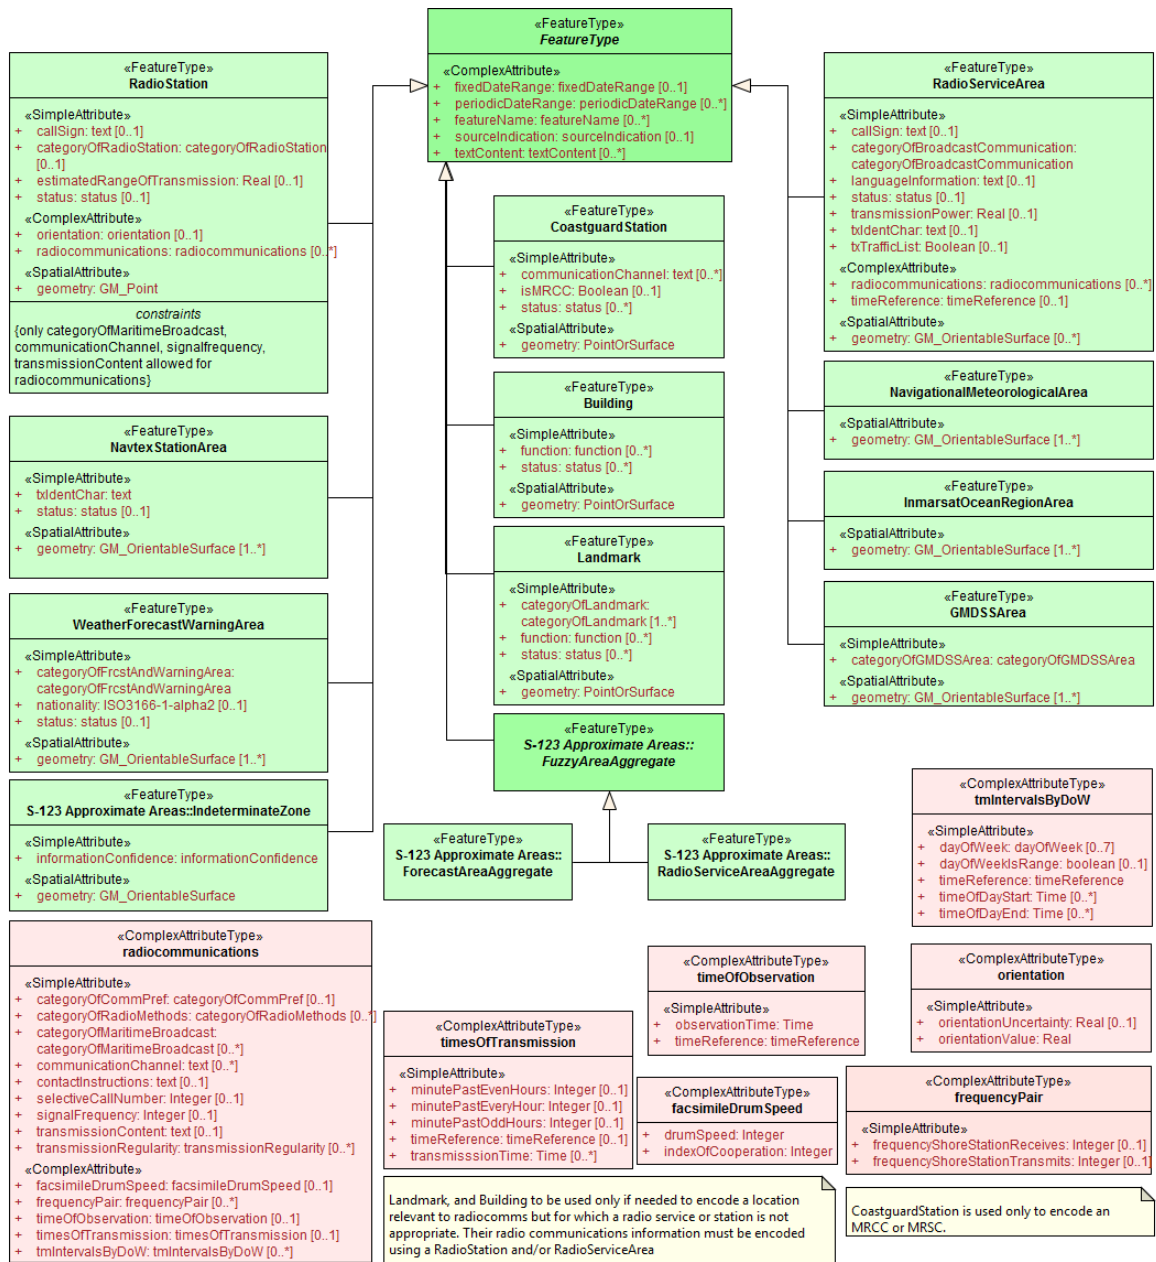 «FeatureType»
FeatureType
«ComplexAttribute»
+ fixedDateRange: fixedDateRange [0..1]
+ periodicDateRange: periodicDateRange [0..*]
+ featureName: featureName [0..*]
+ sourceIndication: sourceIndication [0..1]
+ textContent: textContent [0..*]
«FeatureType»
RadioStation
«SimpleAttribute»
+ callSign: text [0..1]
+ categoryOfRadioStation: categoryOfRadioStation
[0..1]
+ estimatedRangeOfTransmission: Real [0..1]
+ status: status [0..1]
«ComplexAttribute»
+ orientation: orientation [0..1]
+ radiocommunications: radiocommunications [0..*]
«SpatialAttribute»
+ geometry: GM_Point
constraints
{only categoryOfMaritimeBroadcast,
communicationChannel, signalfrequency,
transmissionContent allowed for
radiocommunications}
«FeatureType»
NavtexStationArea
«SimpleAttribute»
+ txIdentChar: text
+ status: status [0..1]
«SpatialAttribute»
+ geometry: GM_OrientableSurface [1..*]
«FeatureType»
WeatherForecastWarningArea
«SimpleAttribute»
+ categoryOfFrcstAndWarningArea:
categoryOfFrcstAndWarningArea
+ nationality: ISO3166-1-alpha2 [0..1]
+ status: status [0..1]
«SpatialAttribute»
+ geometry: GM_OrientableSurface [1..*]
«FeatureType»
S-123 Approximate Areas::IndeterminateZone
«SimpleAttribute»
+ informationConfidence: informationConfidence
«SpatialAttribute»
+ geometry: GM_OrientableSurface
«FeatureType»
CoastguardStation
«SimpleAttribute»
+ communicationChannel: text [0..*]
+ isMRCC: Boolean [0..1]
+ status: status [0..*]
«SpatialAttribute»
+ geometry: PointOrSurface
«FeatureType»
Building
«SimpleAttribute»
+ function: function [0..*]
+ status: status [0..*]
«SpatialAttribute»
+ geometry: PointOrSurface
«FeatureType»
Landmark
«SimpleAttribute»
+ categoryOfLandmark:
categoryOfLandmark [1..*]
+ function: function [0..*]
+ status: status [0..*]
«SpatialAttribute»
+ geometry: PointOrSurface
«FeatureType»
S-123 Approximate Areas::
FuzzyAreaAggregate
«FeatureType»
S-123 Approximate Areas::
ForecastAreaAggregate
«FeatureType»
S-123 Approximate Areas::
RadioServiceAreaAggregate
«FeatureType»
RadioServiceArea
«SimpleAttribute»
+ callSign: text [0..1]
+ categoryOfBroadcastCommunication:
categoryOfBroadcastCommunication
+ languageInformation: text [0..1]
+ status: status [0..1]
+ transmissionPower: Real [0..1]
+ txIdentChar: text [0..1]
+ txTrafficList: Boolean [0..1]
«ComplexAttribute»
+ radiocommunications: radiocommunications [0..*]
+ timeReference: timeReference [0..1]
«SpatialAttribute»
+ geometry: GM_OrientableSurface [0..*]
«FeatureType»
NavigationalMeteorologicalArea
«SpatialAttribute»
+ geometry: GM_OrientableSurface [1..*]
«FeatureType»
InmarsatOceanRegionArea
«SpatialAttribute»
+ geometry: GM_OrientableSurface [1..*]
«FeatureType»
GMDSSArea
«SimpleAttribute»
+ categoryOfGMDSSArea: categoryOfGMDSSArea
«SpatialAttribute»
+ geometry: GM_OrientableSurface [1..*]
«ComplexAttributeType»
tmIntervalsByDoW
«SimpleAttribute»
+ dayOfWeek: dayOfWeek [0..7]
+ dayOfWeekIsRange: boolean [0..1]
+ timeReference: timeReference
+ timeOfDayStart: Time [0..*]
+ timeOfDayEnd: Time [0..*]
«ComplexAttributeType»
radiocommunications
«SimpleAttribute»
+ categoryOfCommPref: categoryOfCommPref [0..1]
+ categoryOfRadioMethods: categoryOfRadioMethods [0..*]
+ categoryOfMaritimeBroadcast:
categoryOfMaritimeBroadcast [0..*]
+ communicationChannel: text [0..*]
+ contactInstructions: text [0..1]
+ selectiveCallNumber: Integer [0..1]
+ signalFrequency: Integer [0..1]
+ transmissionContent: text [0..1]
+ transmissionRegularity: transmissionRegularity [0..*]
«ComplexAttribute»
+ facsimileDrumSpeed: facsimileDrumSpeed [0..1]
+ frequencyPair: frequencyPair [0..*]
+ timeOfObservation: timeOfObservation [0..1]
+ timesOfTransmission: timesOfTransmission [0..1]
+ tmIntervalsByDoW: tmIntervalsByDoW [0..*]
«ComplexAttributeType»
timesOfTransmission
«SimpleAttribute»
+ minutePastEvenHours: Integer [0..1]
+ minutePastEveryHour: Integer [0..1]
+ minutePastOddHours: Integer [0..1]
+ timeReference: timeReference [0..1]
+ transmisssionTime: Time [0..*]
«ComplexAttributeType»
timeOfObservation
«SimpleAttribute»
+ observationTime: Time
+ timeReference: timeReference
«ComplexAttributeType»
orientation
«SimpleAttribute»
+ orientationUncertainty: Real [0..1]
+ orientationValue: Real
«ComplexAttributeType»
facsimileDrumSpeed
+ drumSpeed: Integer
+ indexOfCooperation: Integer
«ComplexAttributeType»
frequencyPair
«SimpleAttribute»
+ frequencyShoreStationReceives: Integer [0..1]
+ frequencyShoreStationTransmits: Integer [0..1]
Landmark, and Building to be used only if needed to encode a location
relevant to radiocomms but for which a radio service or station is not
appropriate. Their radio communications information must be encoded
using a RadioStation and/or RadioServiceArea
CoastguardStation is used only to encode an
MRCC or MRSC.